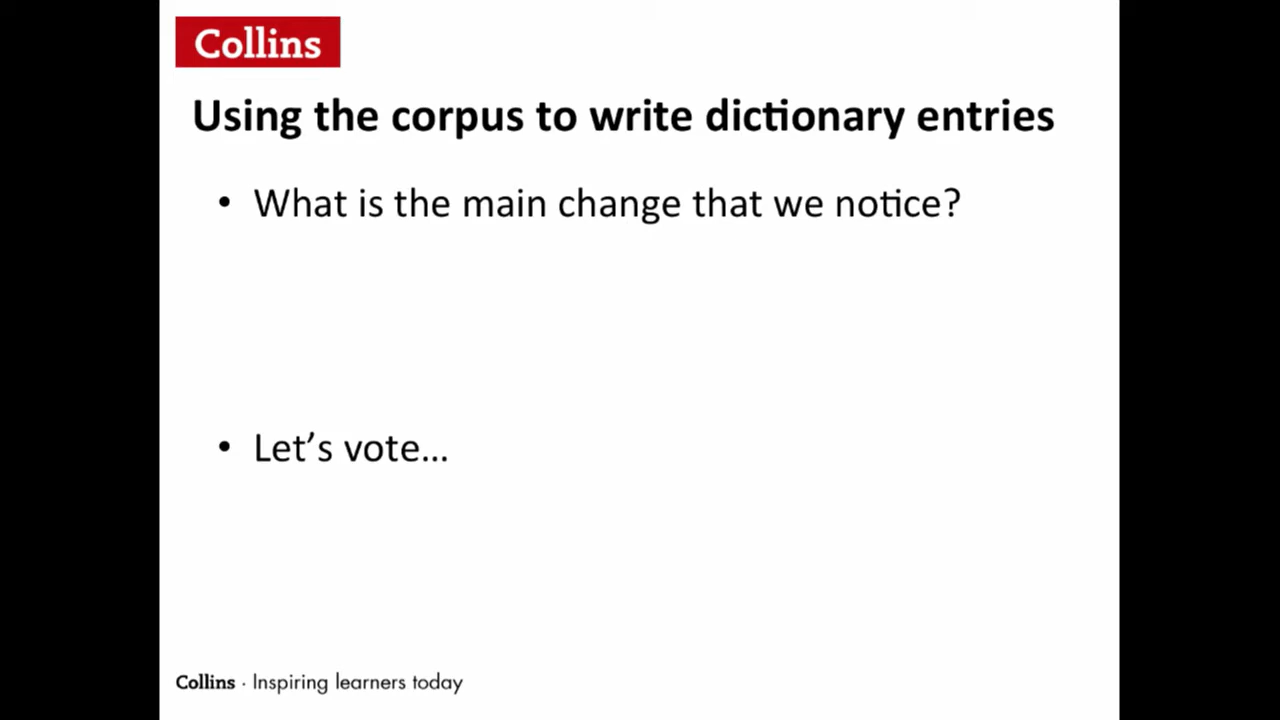 Collins
Using the corpus to write dictionary entries
• What is the main change that we notice?
• Let’s vote…
Collins · Inspiring learners today